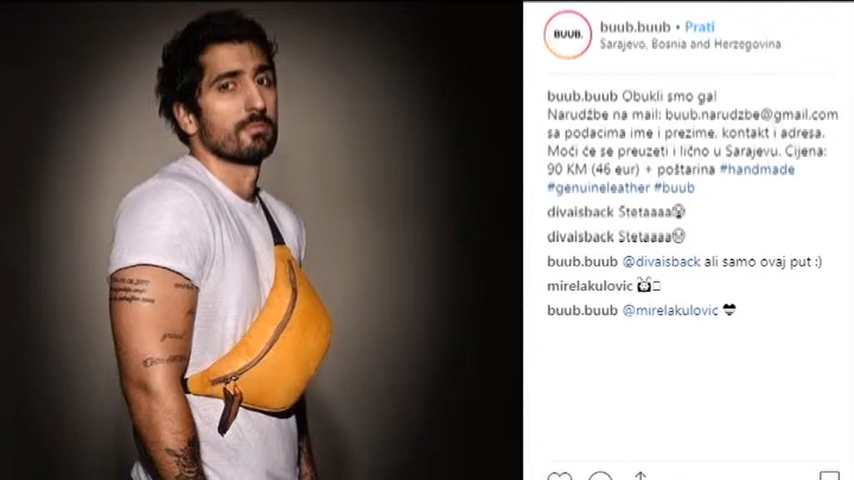 BUUB.
buub.buub • Prati
Sarajevo, Bosnia and Herzegovina
buub.buub Obukli smo ga!
Narudžbe na mail: buub.narudzbe@gmail.com
sa podacima ime i prezime, kontakt i adresa.
Moći će se preuzeti i lično u Sarajevu. Cijena:
90 KM (46 eur) + poštarina #handmade
#genuineleather #buub
divaisback Stetaaaa
divaisback Stetaaaa
buub.buub @divaisback ali samo ovaj put :)
mirelakulovic
buub.buub @mirelakulovic